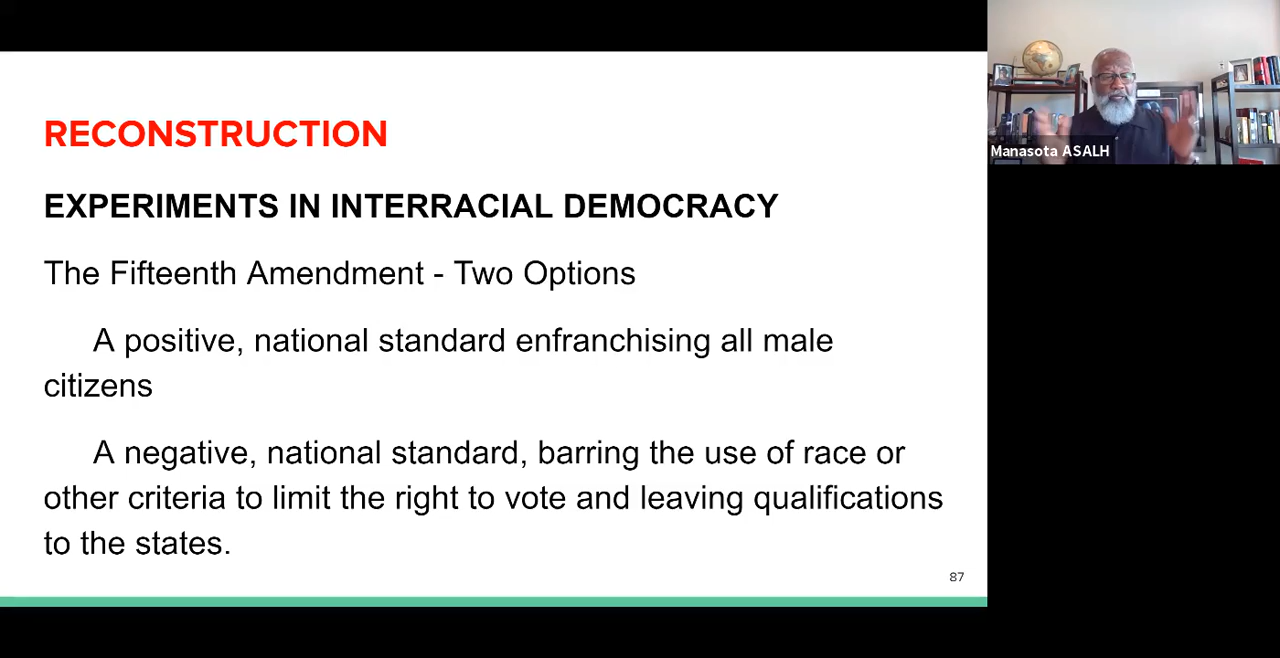 RECONSTRUCTION
EXPERIMENTS IN INTERRACIAL DEMOCRACY
The Fifteenth Amendment - Two Options
A positive, national standard enfranchising all male
citizens
A negative, national standard, barring the use of race or
other criteria to limit the right to vote and leaving qualifications
to the states.
87
Manasota ASALH